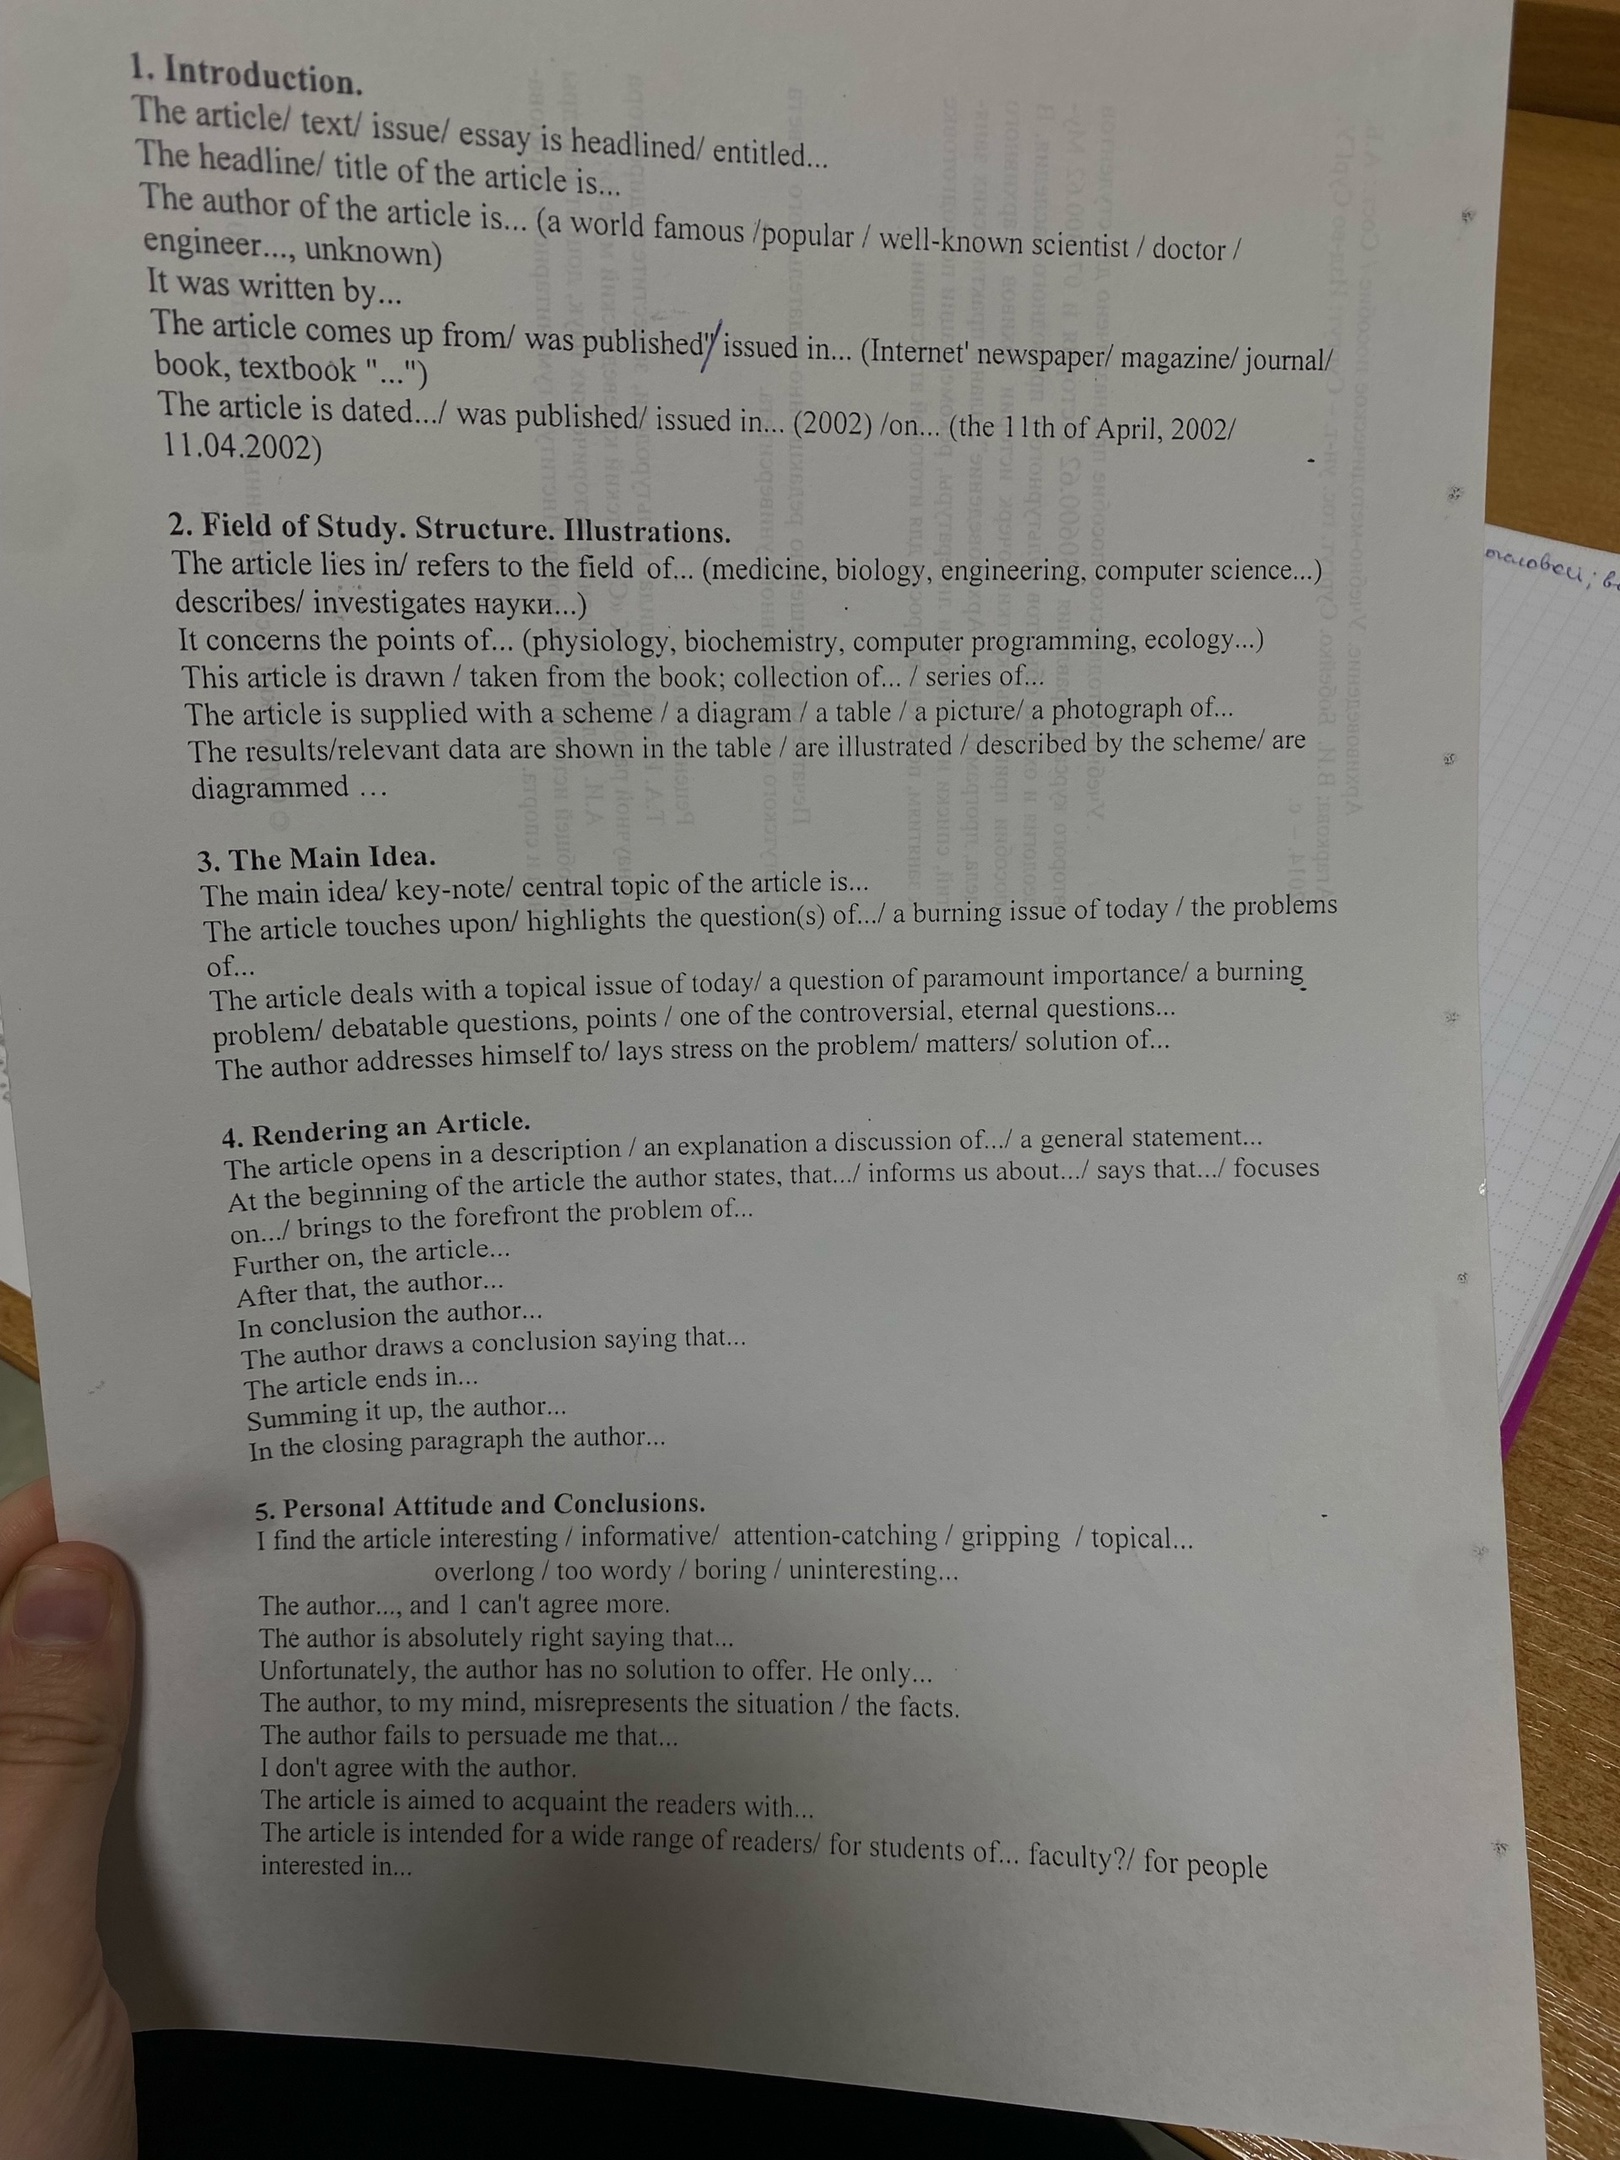 1. Introduction.
The article/ text/ issue/ essay is headlined/ entitled...
The headline/ title of the article is...
The author of the article is... (a world famous /popular / well-known scientist / doctor /
engineer..., unknown)
It was written by...
The article comes up from/ was published"/ issued in... (Internet' newspaper/ magazine/ journal/
book, textbook "...")
The article is dated.../ was published/ issued in... (2002) /on... (the 11th of April, 2002/
11.04.2002)
2. Field of Study. Structure. Illustrations.
The article lies in/ refers to the field of... (medicine, biology, engineering, computer science...)
describes/ investigates науки...)
It concerns the points of... (physiology, biochemistry, computer programming, ecology...)
This article is drawn / taken from the book; collection of... / series of...
The article is supplied with a scheme / a diagram / a table / a picture/ a photograph of...
The results/relevant data are shown in the table / are illustrated / described by the scheme/ are
diagrammed ...
3. The Main Idea.
The main idea/ key-note/ central topic of the article is...
The article touches upon/ highlights the question(s) of.../ a burning issue of today / the problems
of...
The article deals with a topical issue of today/ a question of paramount importance/ a burning
problem/ debatable questions, points / one of the controversial, eternal questions...
The author addresses himself to/ lays stress on the problem/ matters/ solution of...
4. Rendering an Article.
The article opens in a description / an explanation a discussion of.../ a general statement...
At the beginning of the article the author states, that.../ informs us about.../ says that.../ focuses
on.../ brings to the forefront the problem of...
Further on, the article...
After that, the author...
In conclusion the author...
The author draws a conclusion saying that...
The article ends in...
Summing it up, the author...
In the closing paragraph the author...
5. Personal Attitude and Conclusions.
I find the article interesting / informative/ attention-catching / gripping / topical...
overlong / too wordy / boring / uninteresting...
The author..., and 1 can't agree more.
The author is absolutely right saying that...
Unfortunately, the author has no solution to offer. He only...
The author, to my mind, misrepresents the situation / the facts.
The author fails to persuade me that...
I don't agree with the author.
The article is aimed to acquaint the readers with...
The article is intended for a wide range of readers/ for students of... faculty?/ for people
interested in...